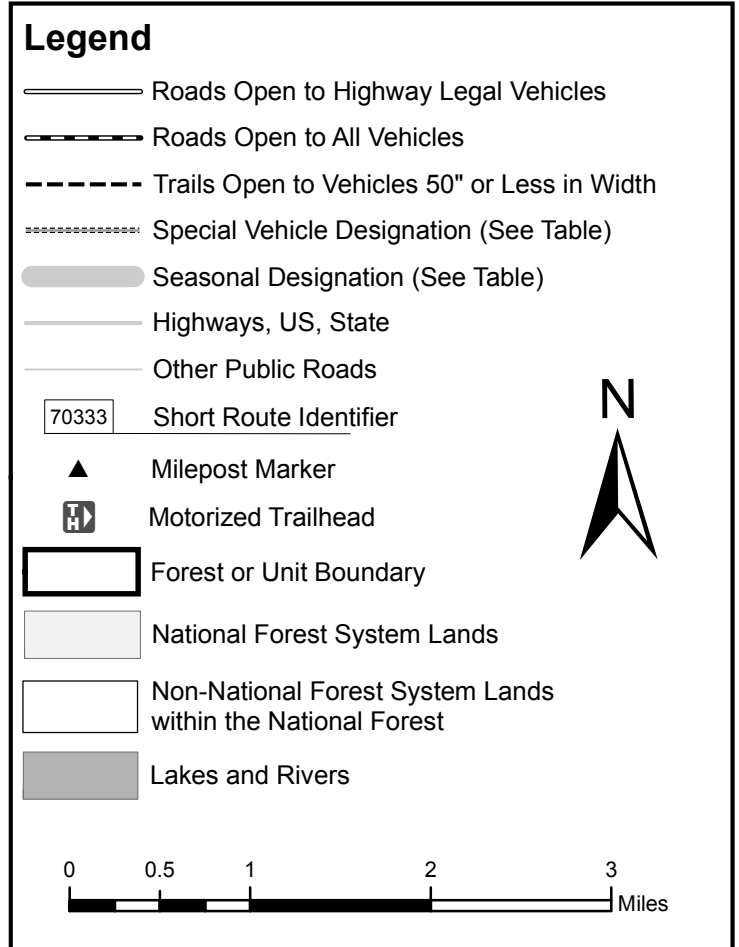 Legend
Roads Open to Highway Legal Vehicles
Roads Open to All Vehicles
Trails Open to Vehicles 50" or Less in Width
Special Vehicle Designation (See Table)
Seasonal Designation (See Table)
Highways, US, State
Other Public Roads
70333 Short Route Identifier
Milepost Marker
TH Motorized Trailhead
N
Forest or Unit Boundary
National Forest System Lands
Non-National Forest System Lands
within the National Forest
Lakes and Rivers
0 0.5 1 2 3
Miles